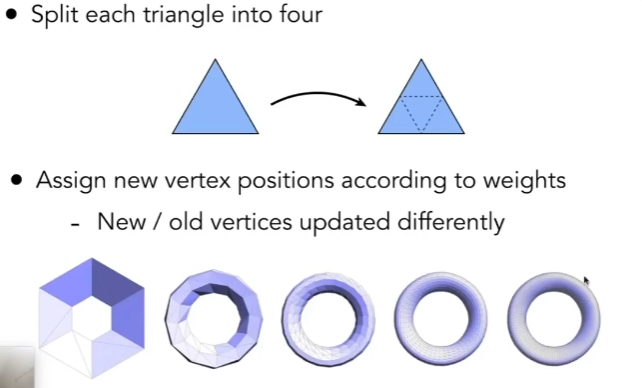 • Split each triangle into four
• Assign new vertex positions according to weights
- New / old vertices updated differently